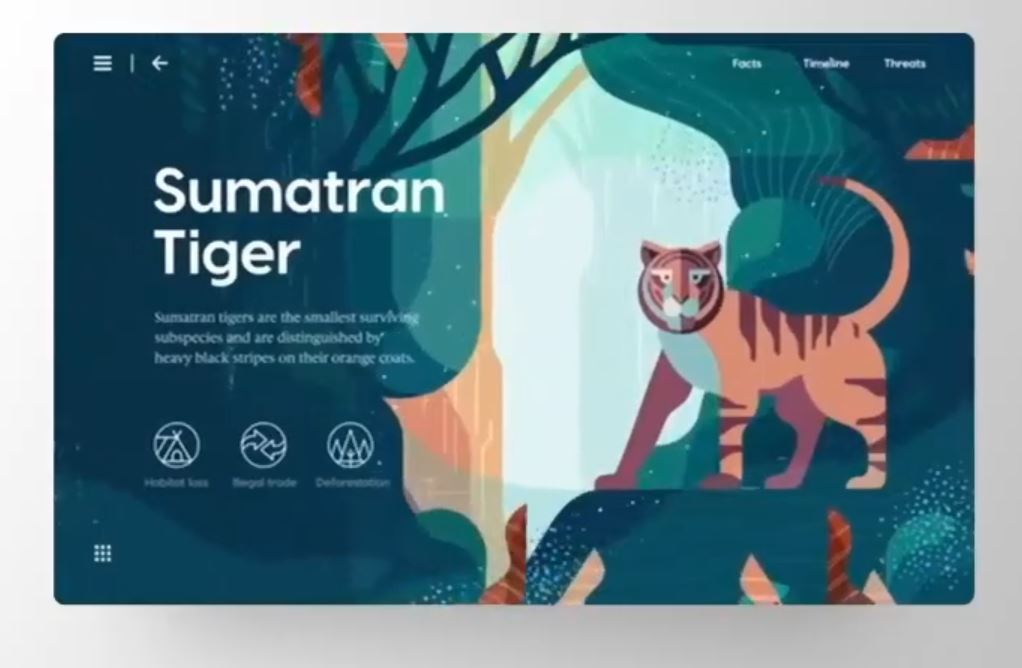 Facts Timeline Threats
Sumatran
Tiger
Sumatran tigers are the smallest surviving
subspecies and are distinguished by
heavy black stripes on their orange coats.
Habitat loss Illegal trade Deforestation